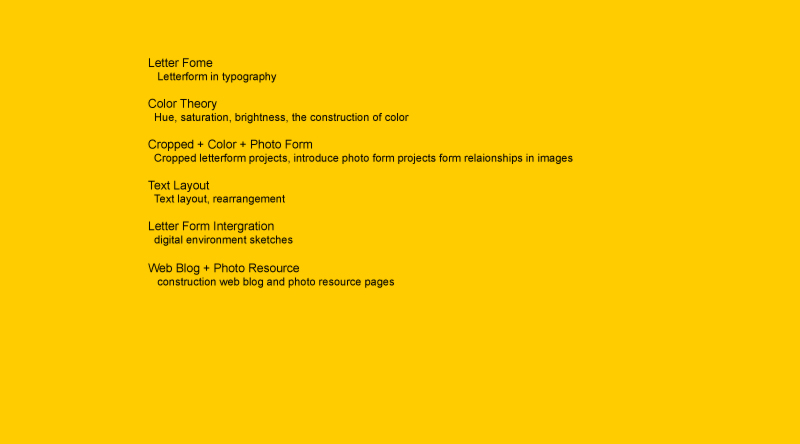 Letter Fome
Letterform in typography
Color Theory
Hue, saturation, brightness, the construction of color
Cropped + Color + Photo Form
Cropped letterform projects, introduce photo form projects form relaionships in images
Text Layout
Text layout, rearrangement
Letter Form Intergration
digital environment sketches
Web Blog + Photo Resource
construction web blog and photo resource pages